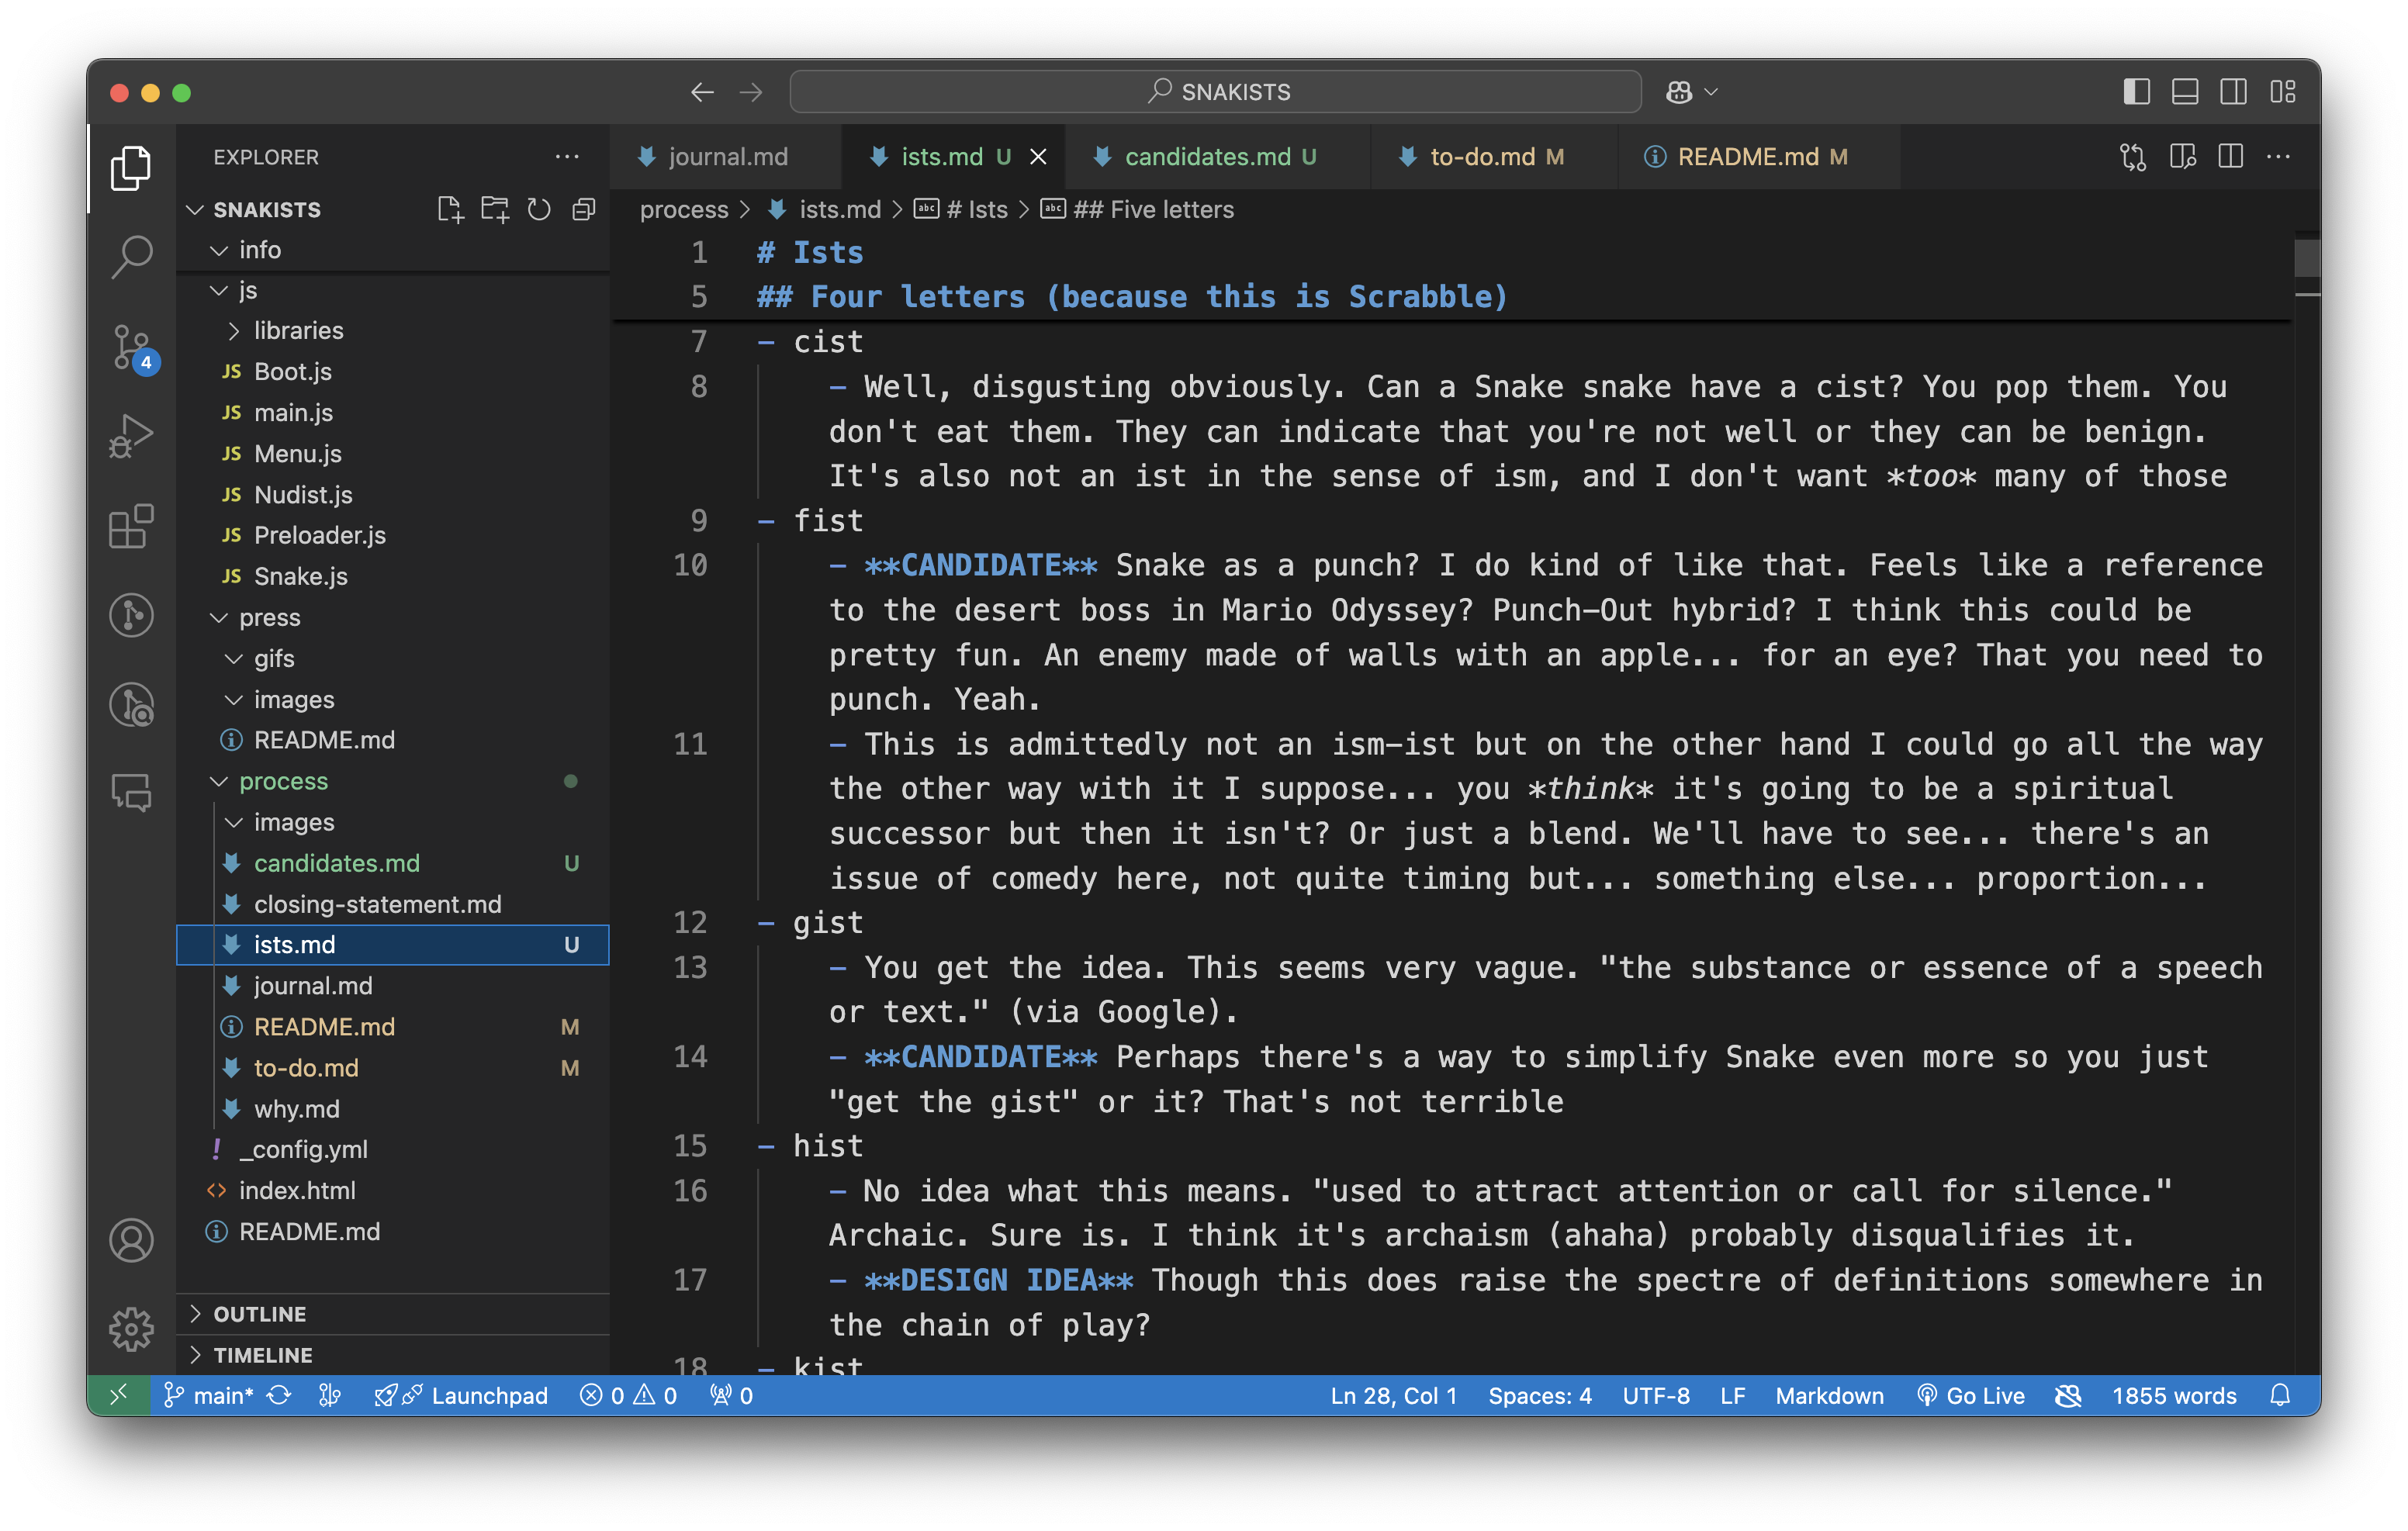 SNAKISTS
EXPLORER
SNAKISTS
info
js
libraries
JS Boot.js
JS main.js
JS Menu.js
JS Nudist.js
JS Preloader.js
JS Snake.js
press
gifs
images
README.md
process
images
candidates.md U
closing-statement.md
ists.md U
journal.md
README.md M
to-do.md M
why.md
! _config.yml
<> index.html
README.md
OUTLINE
TIMELINE
4
journal.md
ists.md U
candidates.md U
to-do.md M
README.md M
process > ists.md > abc # Ists > abc ## Five letters
1 # Ists
5 ## Four letters (because this is Scrabble)
7 - cist
8 - Well, disgusting obviously. Can a Snake snake have a cist? You pop them. You
don't eat them. They can indicate that you're not well or they can be benign.
It's also not an ist in the sense of ism, and I don't want *too* many of those
9 - fist
10 - **CANDIDATE** Snake as a punch? I do kind of like that. Feels like a reference
to the desert boss in Mario Odyssey? Punch-Out hybrid? I think this could be
pretty fun. An enemy made of walls with an apple... for an eye? That you need to
punch. Yeah.
11 - This is admittedly not an ism-ist but on the other hand I could go all the way
the other way with it I suppose... you *think* it's going to be a spiritual
successor but then it isn't? Or just a blend. We'll have to see... there's an
issue of comedy here, not quite timing but... something else... proportion...
12 - gist
13 - You get the idea. This seems very vague. "the substance or essence of a speech
or text." (via Google).
14 - **CANDIDATE** Perhaps there's a way to simplify Snake even more so you just
"get the gist" or it? That's not terrible
15 - hist
16 - No idea what this means. "used to attract attention or call for silence."
Archaic. Sure is. I think it's archaism (ahaha) probably disqualifies it.
17 - **DESIGN IDEA** Though this does raise the spectre of definitions somewhere in
the chain of play?
18 - kist
main* Launchpad 0 0 0 Ln 28, Col 1 Spaces: 4 UTF-8 LF Markdown Go Live 1855 words